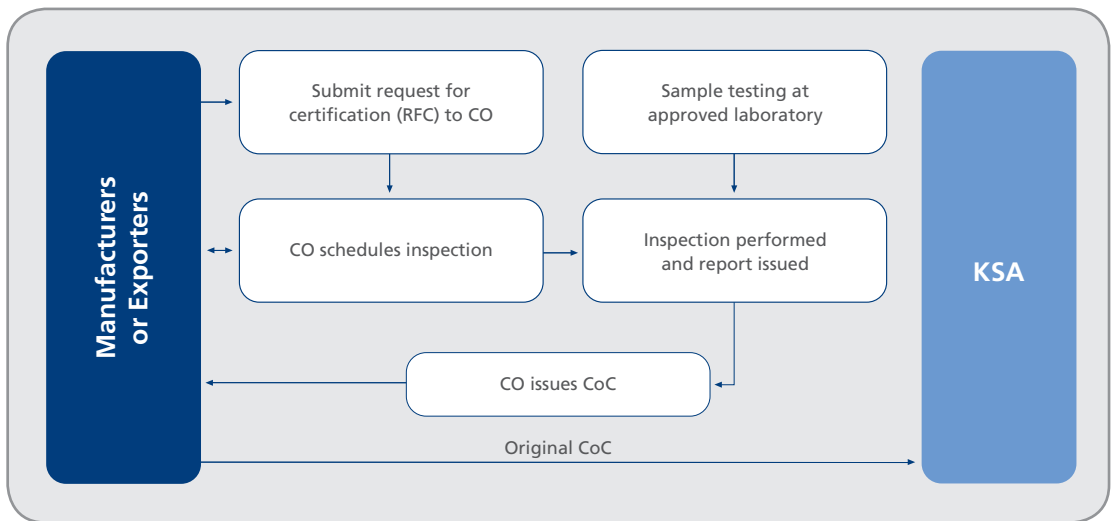 Manufacturers
or Exporters
Submit request for
certification (RFC) to CO
Sample testing at
approved laboratory
CO schedules inspection
Inspection performed
and report issued
KSA
CO issues CoC
Original CoC